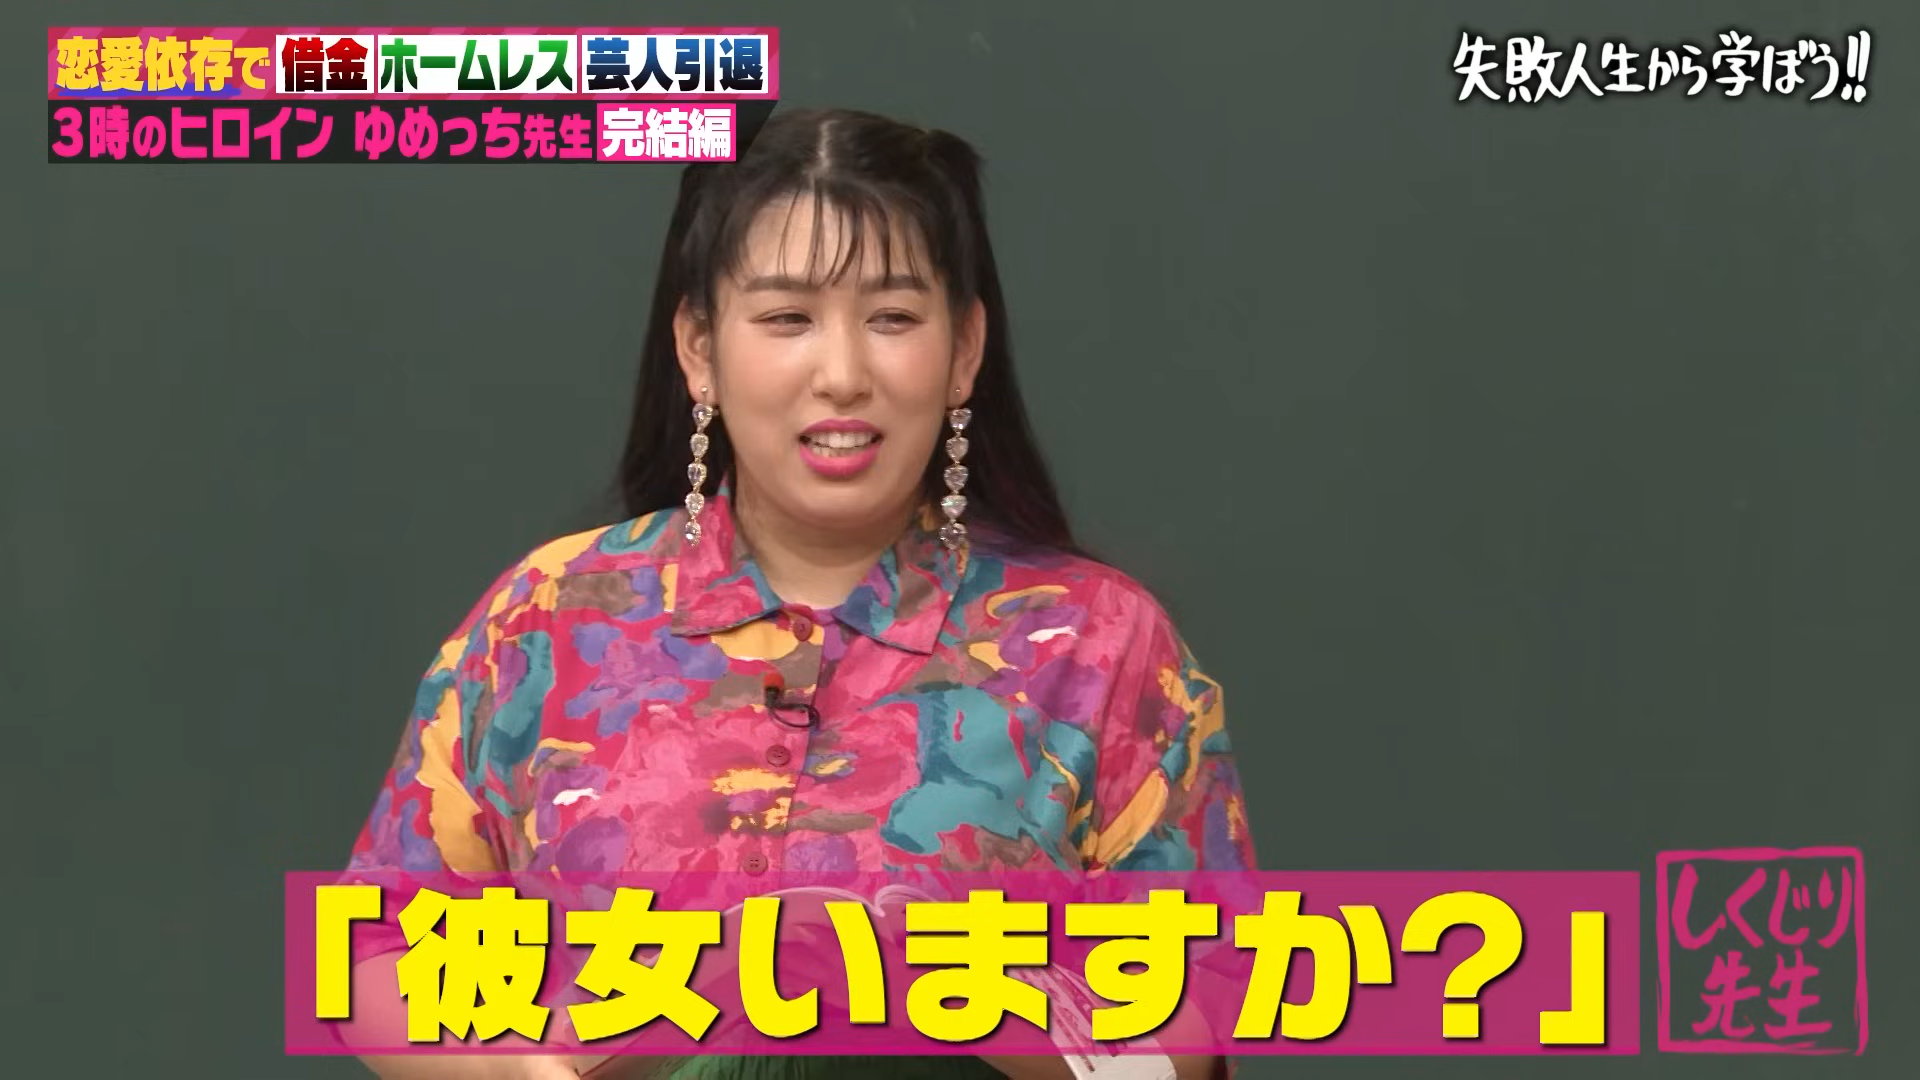 恋愛依存で 借金 ホームレス 芸人引退
3時のヒロイン ゆめっち先生 完結編
失敗人生から学ぼう!!
「彼女いますか?」
しくじり
先生